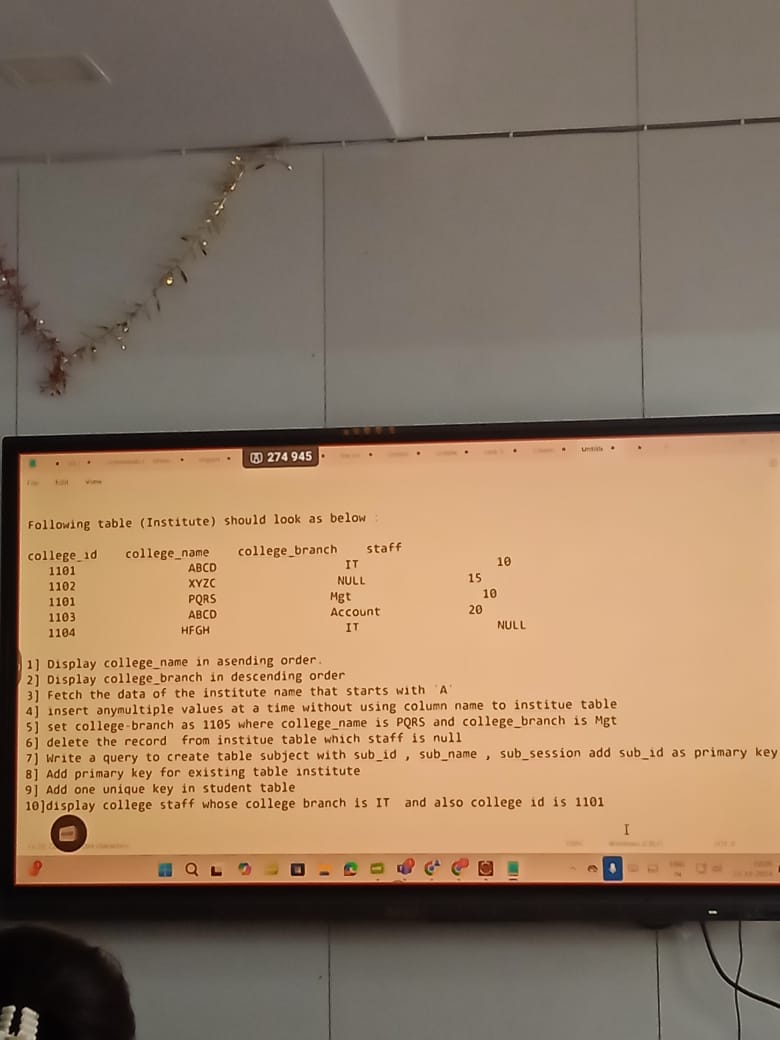 274 945
File Edit View
Following table (Institute) should look as below :
college_id college_name college_branch staff
1101 ABCD IT 10
1102 XYZC NULL 15
1101 PQRS Mgt 10
1103 ABCD Account 20
1104 HFGH IT NULL
1] Display college_name in asending order.
2] Display college_branch in descending order
3] Fetch the data of the institute name that starts with 'A'
4] insert anymultiple values at a time without using column name to institue table
5] set college-branch as 1105 where college_name is PQRS and college_branch is Mgt
6] delete the record from institue table which staff is null
7] Write a query to create table subject with sub_id , sub_name , sub_session add sub_id as primary key
8] Add primary key for existing table institute
9] Add one unique key in student table
10]display college staff whose college branch is IT and also college id is 1101